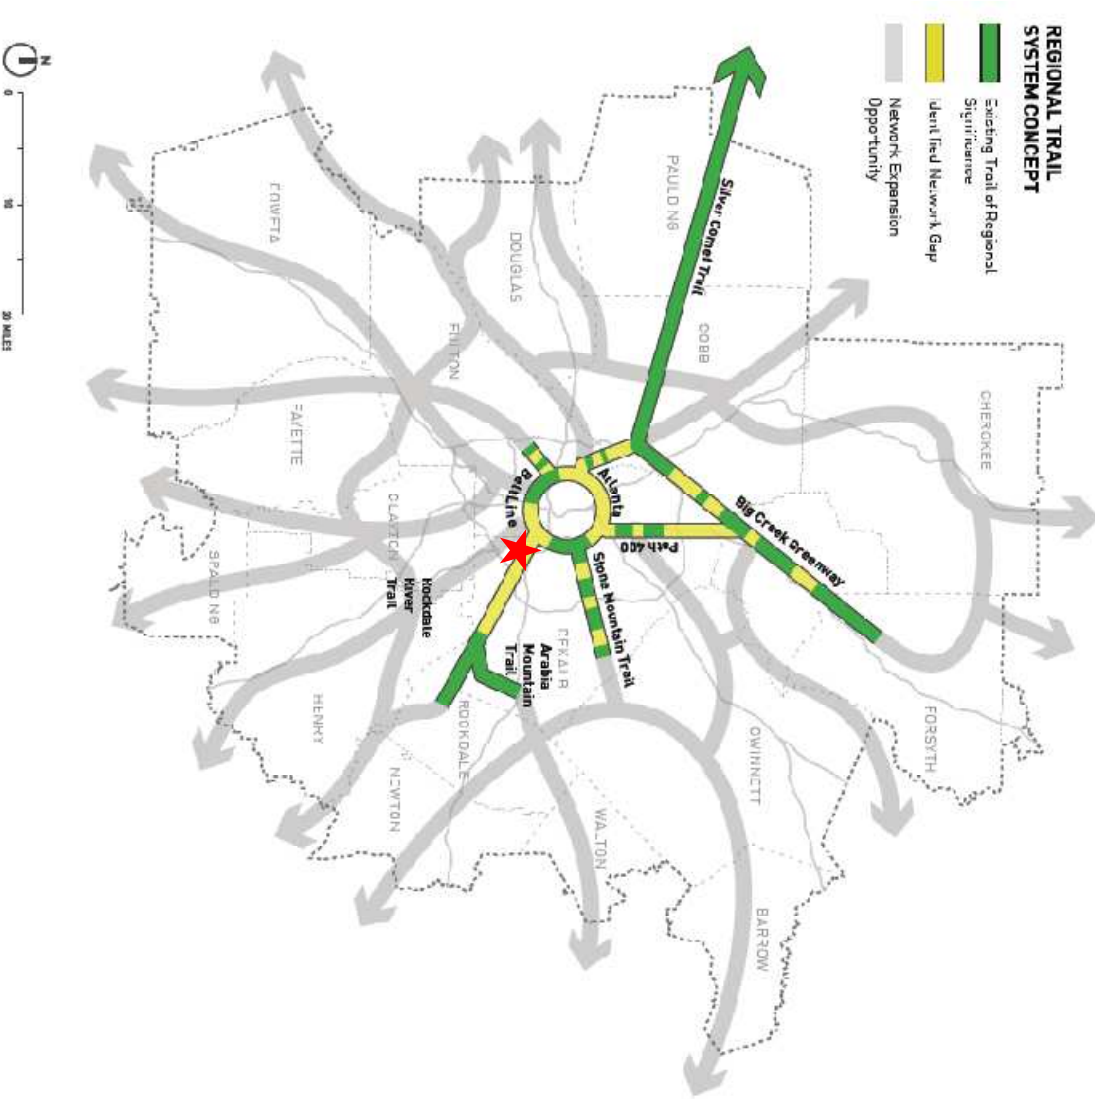 REGIONAL TRAIL
SYSTEM CONCEPT
Existing Trail of Regional
Significance
Identified Network Gap
Network Expansion
Opportunity
N
0
10
20 MILES
PAULDING
Silver Comet Trail
COBB
CHEROKEE
COWETA
DOUGLAS
FULTON
FAYETTE
CLAYTON
SPALDING
Atlanta
BeltLine
Path 400
Big Creek Greenway
Stone Mountain Trail
Rockdale
River
Trail
Arabia
Mountain
Trail
DEKALB
FORSYTH
GWINNETT
ROCKDALE
HENRY
NEWTON
WALTON
BARROW